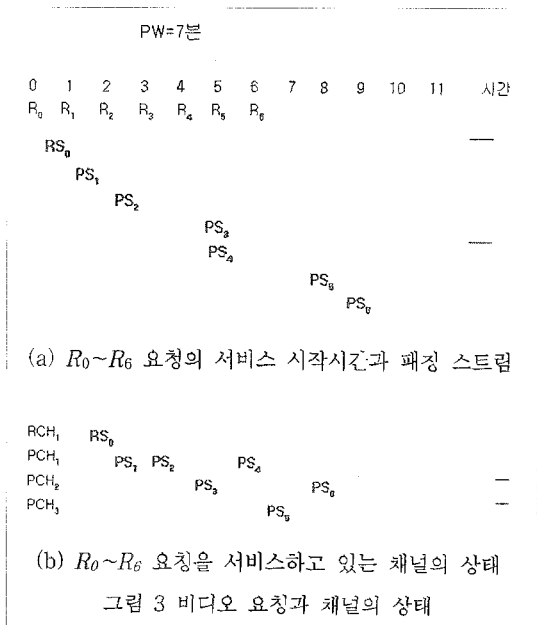 PW=7분
0 1 2 3 4 5 6 7 8 9 10 11 시간
R₀ R₁ R₂ R₃ R₄ R₅ R₆
RS₀
PS₁
PS₂
PS₃
PS₄
PS₅
PS₆
(a) R₀~R₆ 요청의 서비스 시작시간과 패칭 스트림
RCH₁ RS₀
PCH₁ PS₁ PS₂ PS₄
PCH₂ PS₃ PS₆
PCH₃ PS₅
(b) R₀~R₆ 요청을 서비스하고 있는 채널의 상태
그림 3 비디오 요청과 채널의 상태